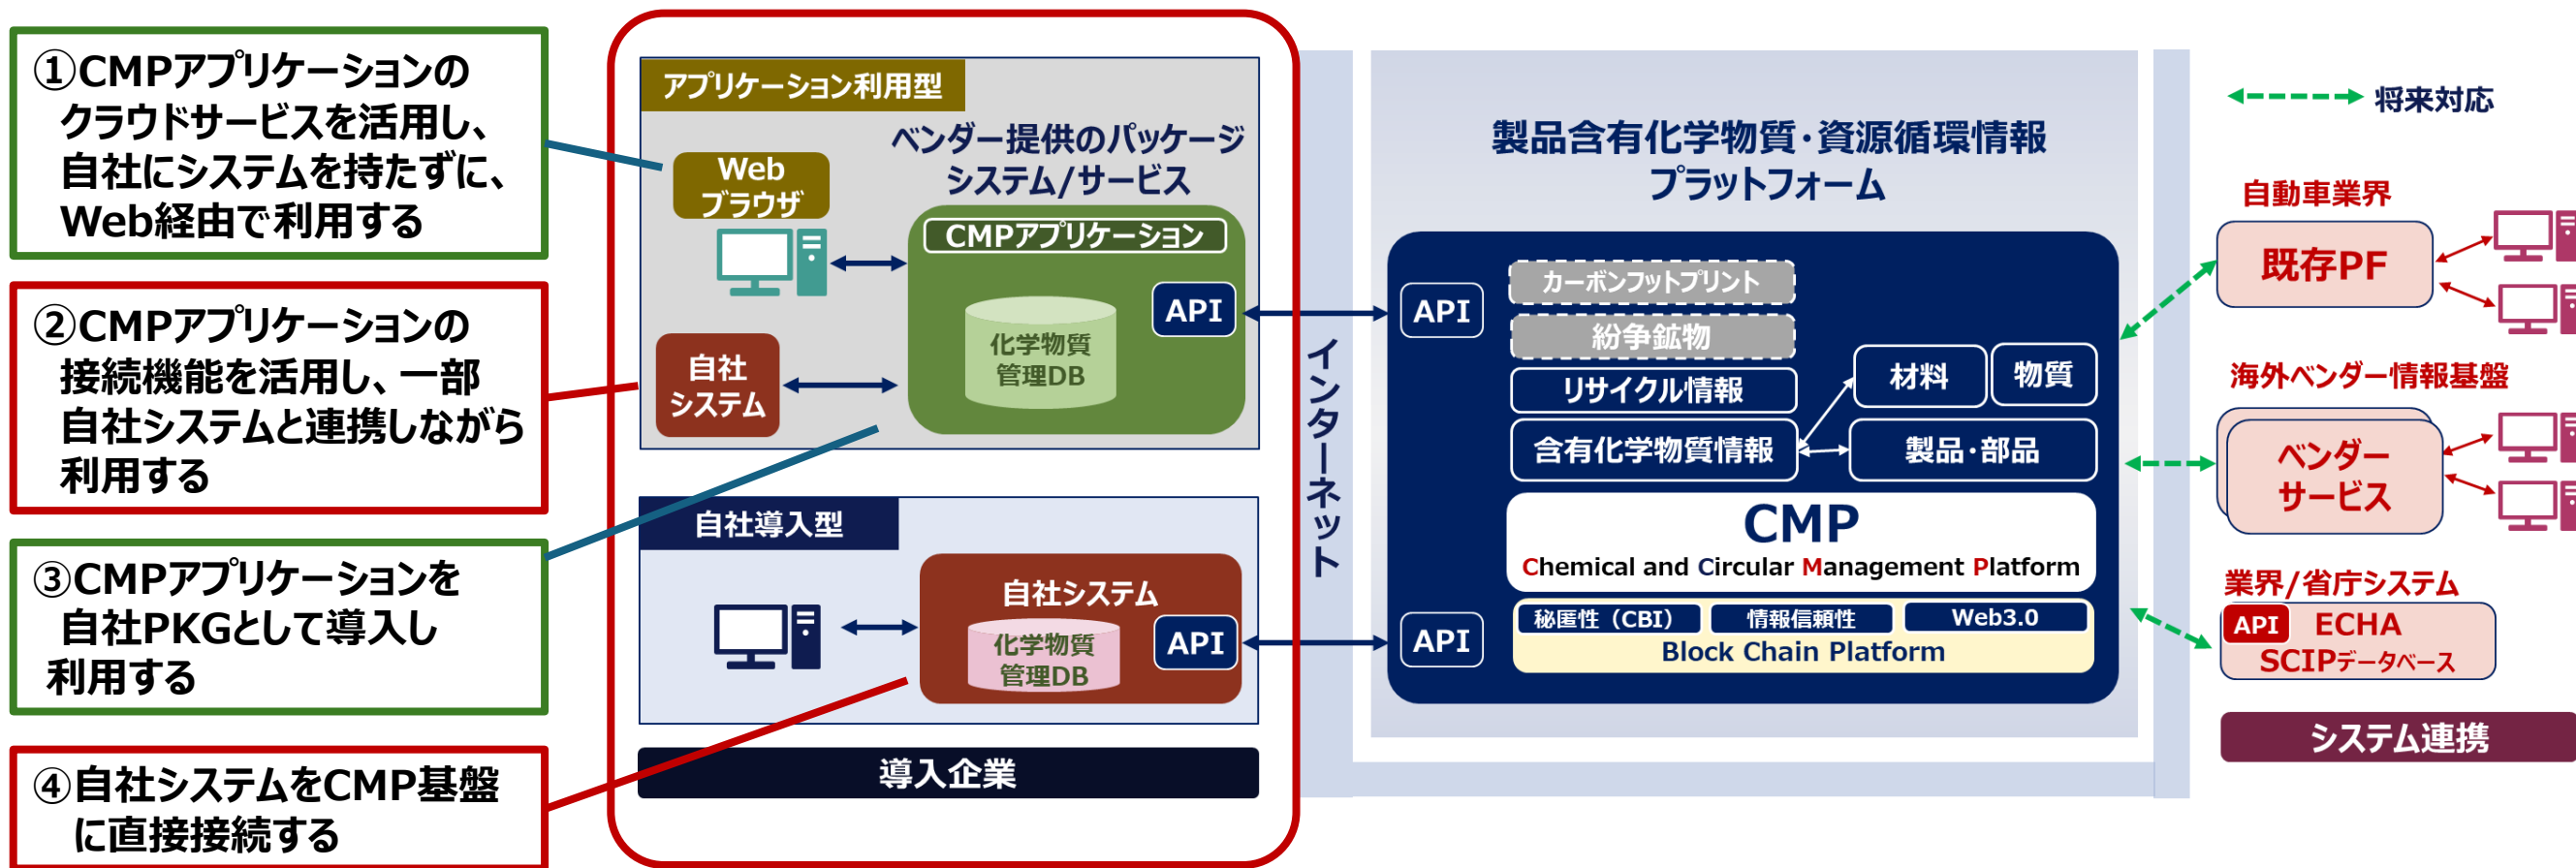 ①CMPアプリケーションの
クラウドサービスを活用し、
自社にシステムを持たずに、
Web経由で利用する
②CMPアプリケーションの
接続機能を活用し、一部
自社システムと連携しながら
利用する
③CMPアプリケーションを
自社PKGとして導入し
利用する
④自社システムをCMP基盤
に直接接続する
アプリケーション利用型
ベンダー提供のパッケージ
システム/サービス
Web
ブラウザ
CMPアプリケーション
API
化学物質
管理DB
自社
システム
自社導入型
自社システム
化学物質
管理DB
API
導入企業
インターネット
製品含有化学物質・資源循環情報
プラットフォーム
API
カーボンフットプリント
紛争鉱物
リサイクル情報
含有化学物質情報
材料
物質
製品・部品
CMP
Chemical and Circular Management Platform
API
秘匿性（CBI）
情報信頼性
Web3.0
Block Chain Platform
将来対応
自動車業界
既存PF
海外ベンダー情報基盤
ベンダー
サービス
業界/省庁システム
API
ECHA
SCIPデータベース
システム連携